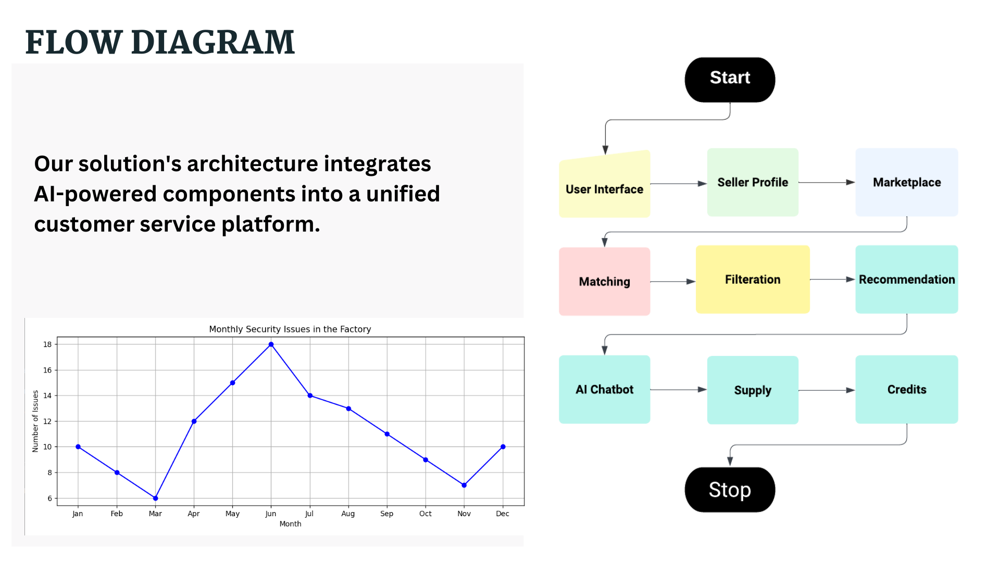 FLOW DIAGRAM
Our solution's architecture integrates
AI-powered components into a unified
customer service platform.
Monthly Security Issues in the Factory
18
16
14
12
10
8
6
Number of Issues
Jan Feb Mar Apr May Jun Jul Aug Sep Oct Nov Dec
Month
Start
User Interface
Seller Profile
Marketplace
Matching
Filteration
Recommendation
AI Chatbot
Supply
Credits
Stop